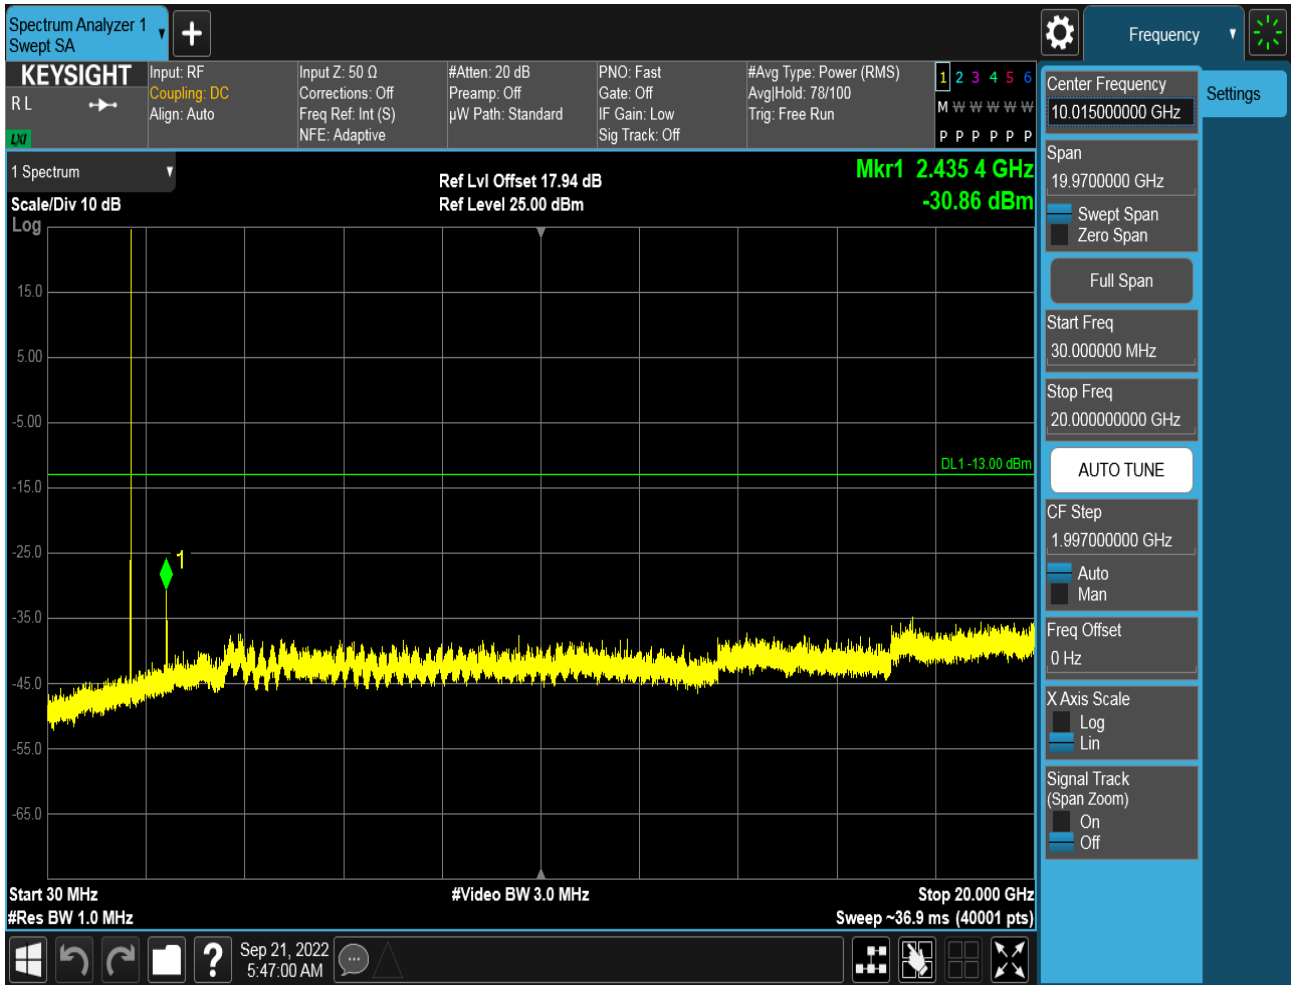 Spectrum Analyzer 1
Swept SA
Frequency
KEYSIGHT
R L
LXI
Input: RF
Coupling: DC
Align: Auto
Input Z: 50 Ω
Corrections: Off
Freq Ref: Int (S)
NFE: Adaptive
#Atten: 20 dB
Preamp: Off
µW Path: Standard
PNO: Fast
Gate: Off
IF Gain: Low
Sig Track: Off
#Avg Type: Power (RMS)
Avg|Hold: 78/100
Trig: Free Run
1 2 3 4 5 6
M W W W W W
P P P P P P
1 Spectrum
Scale/Div 10 dB
Log
Ref Lvl Offset 17.94 dB
Ref Level 25.00 dBm
Mkr1 2.435 4 GHz
-30.86 dBm
15.0
5.00
-5.00
-15.0
-25.0
-35.0
-45.0
-55.0
-65.0
DL1 -13.00 dBm
1
Start 30 MHz
#Res BW 1.0 MHz
#Video BW 3.0 MHz
Stop 20.000 GHz
Sweep ~36.9 ms (40001 pts)
Center Frequency
10.015000000 GHz
Settings
Span
19.9700000 GHz
Swept Span
Zero Span
Full Span
Start Freq
30.000000 MHz
Stop Freq
20.000000000 GHz
AUTO TUNE
CF Step
1.997000000 GHz
Auto
Man
Freq Offset
0 Hz
X Axis Scale
Log
Lin
Signal Track
(Span Zoom)
On
Off
?
Sep 21, 2022
5:47:00 AM